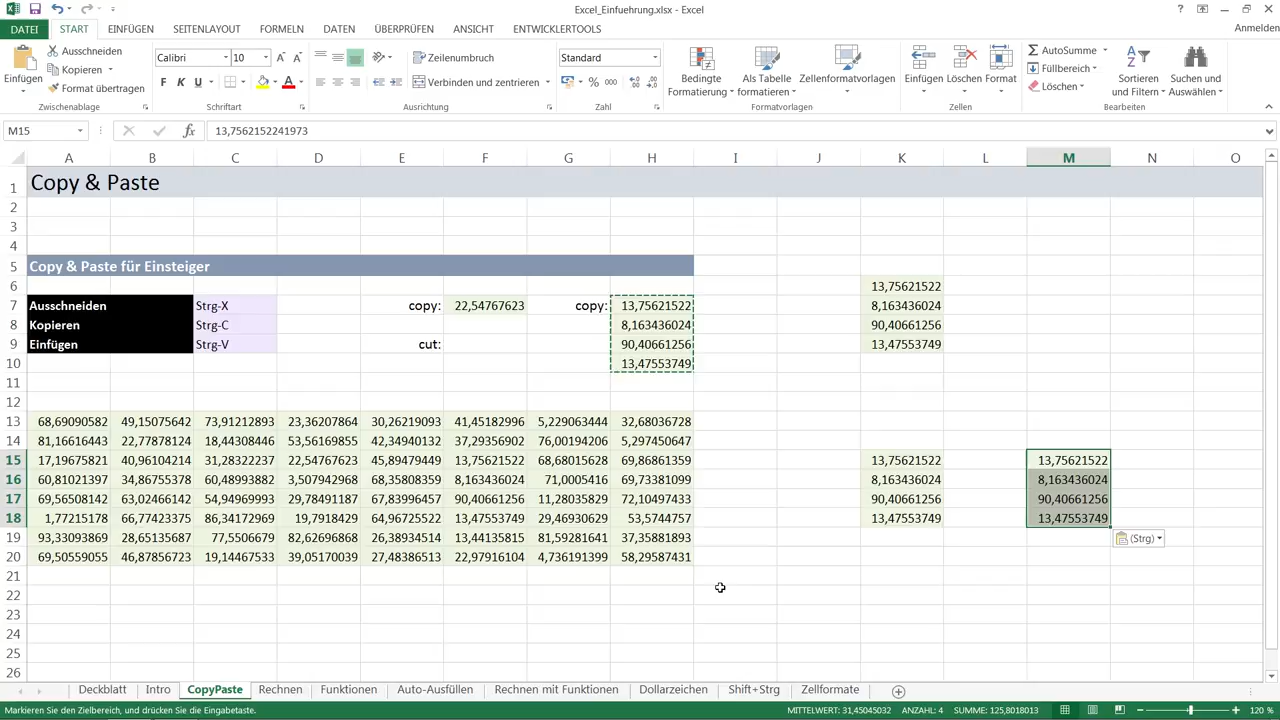 Excel_Einfuehrung.xlsx - Excel
DATEI START EINFÜGEN SEITENLAYOUT FORMELN DATEN ÜBERPRÜFEN ANSICHT ENTWICKLERTOOLS Anmelden
Einfügen
Ausschneiden
Kopieren
Format übertragen
Zwischenablage
Calibri 10
F K U
Schriftart
Zeilenumbruch
Verbinden und zentrieren
Ausrichtung
Standard
% 000
Zahl
Bedingte Formatierung
Als Tabelle formatieren
Zellenformatvorlagen
Formatvorlagen
Einfügen Löschen Format
Zellen
AutoSumme
Füllbereich
Löschen
Sortieren und Filtern
Suchen und Auswählen
Bearbeiten
M15 fx 13,7562152241973
A B C D E F G H I J K L M N O
1 Copy & Paste
2
3
4
5 Copy & Paste für Einsteiger
6 13,75621522
7 Ausschneiden Strg-X copy: 22,54767623 copy: 13,75621522 8,163436024
8 Kopieren Strg-C 8,163436024 90,40661256
9 Einfügen Strg-V cut: 90,40661256 13,47553749
10 13,47553749
11
12
13 68,69090582 49,15075642 73,91212893 23,36207864 30,26219093 41,45182996 5,229063444 32,68036728
14 81,16616443 22,77878124 18,44308446 53,56169855 42,34940132 37,29356902 76,00194206 5,297450647
15 17,19675821 40,96104214 31,28322237 22,54767623 45,89479449 13,75621522 68,68015628 69,86861359 13,75621522 13,75621522
16 60,81021397 34,86755378 60,48993882 3,507942968 68,35808359 8,163436024 71,0005416 69,73381099 8,163436024 8,163436024
17 69,56508142 63,02466142 54,94969993 29,78491187 67,83996457 90,40661256 11,28035829 72,10497433 90,40661256 90,40661256
18 1,77215178 66,77423375 86,34172969 19,7918429 64,96725522 13,47553749 29,46930629 53,5744757 13,47553749 13,47553749
19 93,33093869 28,65135687 77,5506679 82,62696868 26,38934514 13,44135815 81,59281641 37,35881893
20 69,50559055 46,87856723 19,14467533 39,05170039 27,48386513 22,97916104 4,736191399 58,29587431
(Strg)
21
22
23
24
25
26
Deckblatt Intro CopyPaste Rechnen Funktionen Auto-Ausfüllen Rechnen mit Funktionen Dollarzeichen Shift+Strg Zellformate
Markieren Sie den Zielbereich, und drücken Sie die Eingabetaste. MITTELWERT: 31,45045032 ANZAHL: 4 SUMME: 125,8018013 120 %